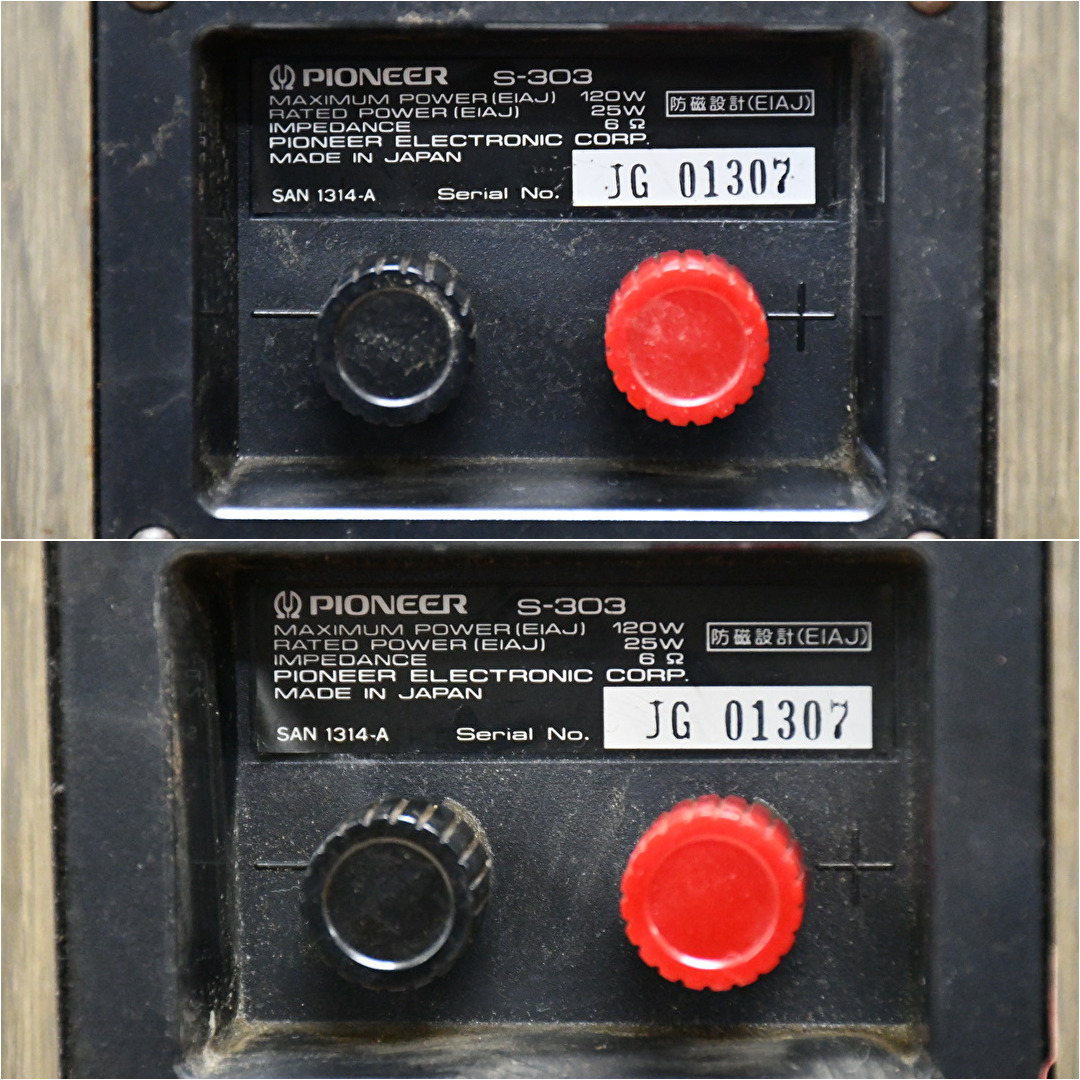 PIONEER S-303
MAXIMUM POWER (EIAJ) 120W
防磁設計(EIAJ)
RATED POWER (EIAJ) 25W
IMPEDANCE 6 Ω
PIONEER ELECTRONIC CORP.
MADE IN JAPAN
SAN 1314-A Serial No. JG 01307
PIONEER S-303
MAXIMUM POWER (EIAJ) 120W
防磁設計(EIAJ)
RATED POWER (EIAJ) 25W
IMPEDANCE 6 Ω
PIONEER ELECTRONIC CORP.
MADE IN JAPAN
SAN 1314-A Serial No. JG 01307